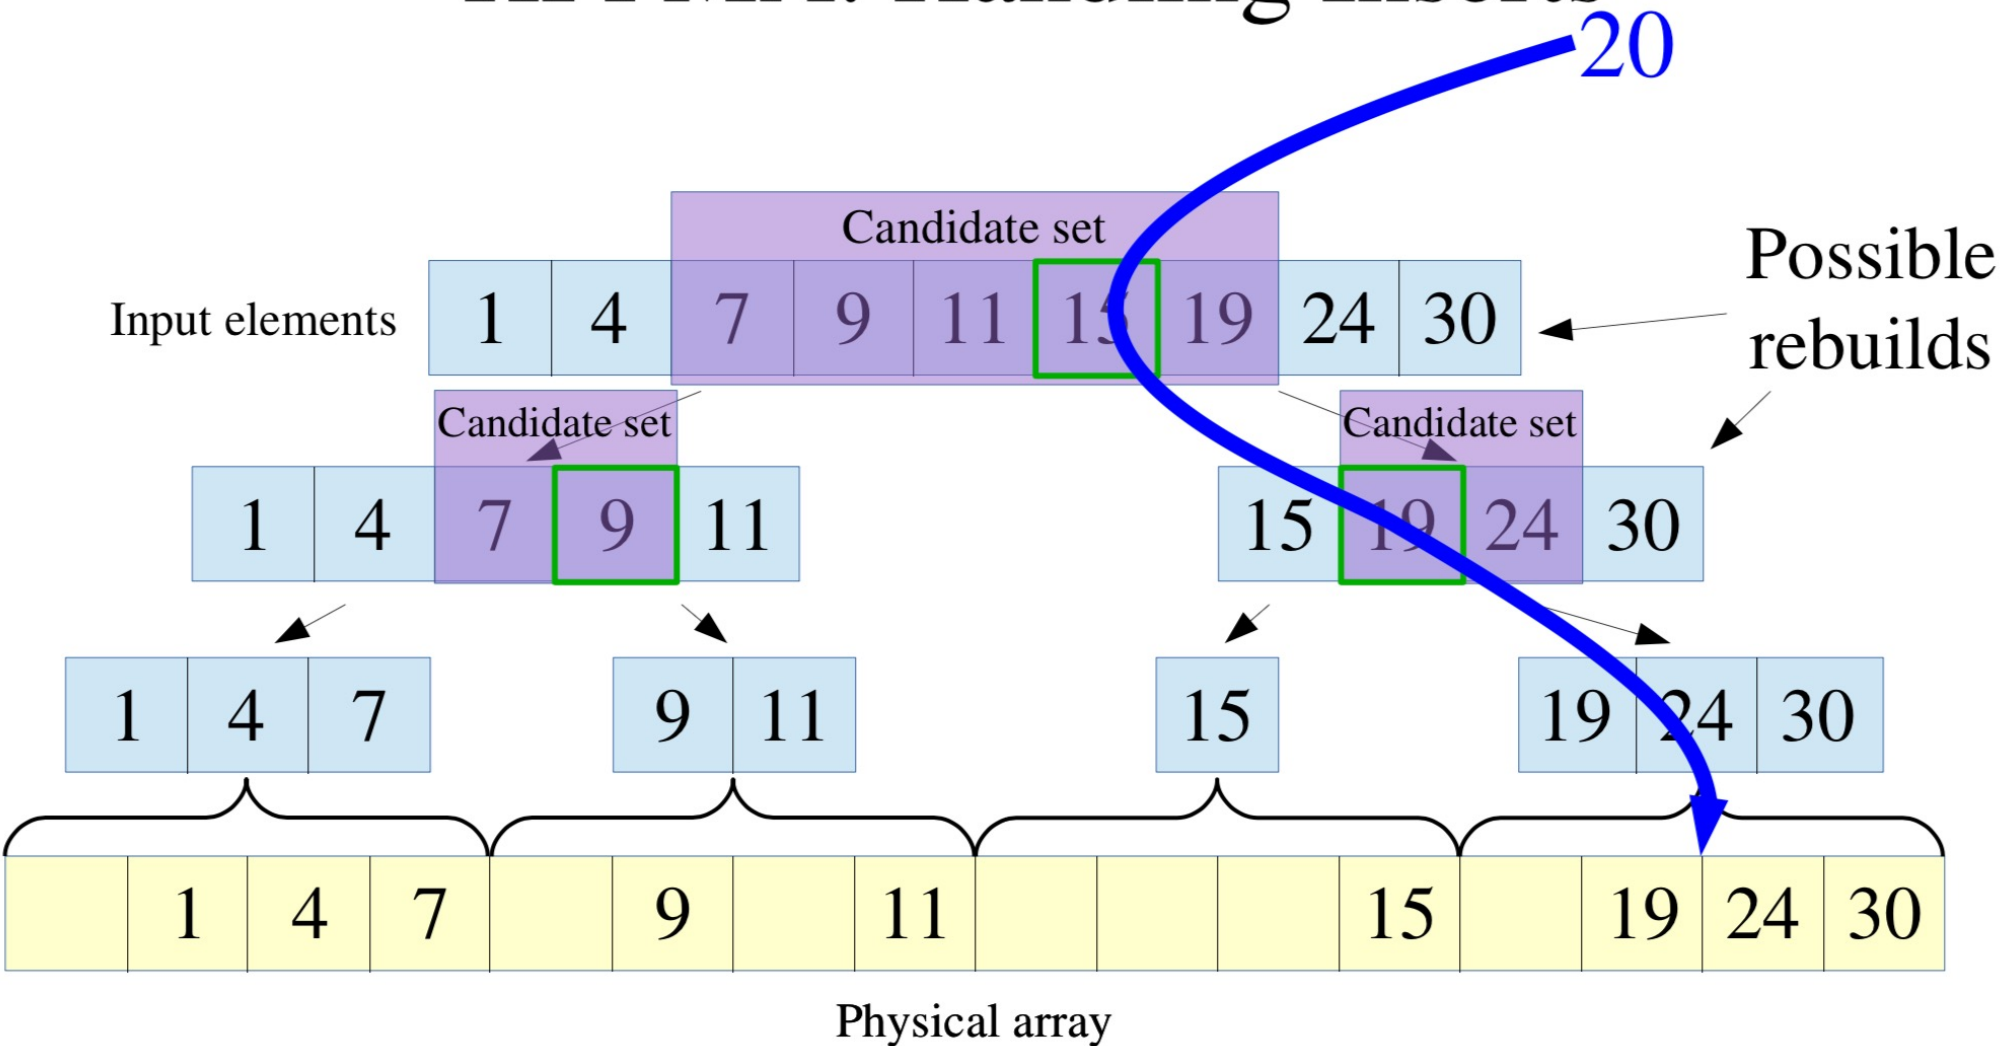 20
Candidate set
Input elements 1 4 7 9 11 15 19 24 30
Possible
rebuilds
Candidate set Candidate set
1 4 7 9 11 15 19 24 30
1 4 7 9 11 15 19 24 30
1 4 7 9 11 15 19 24 30
Physical array